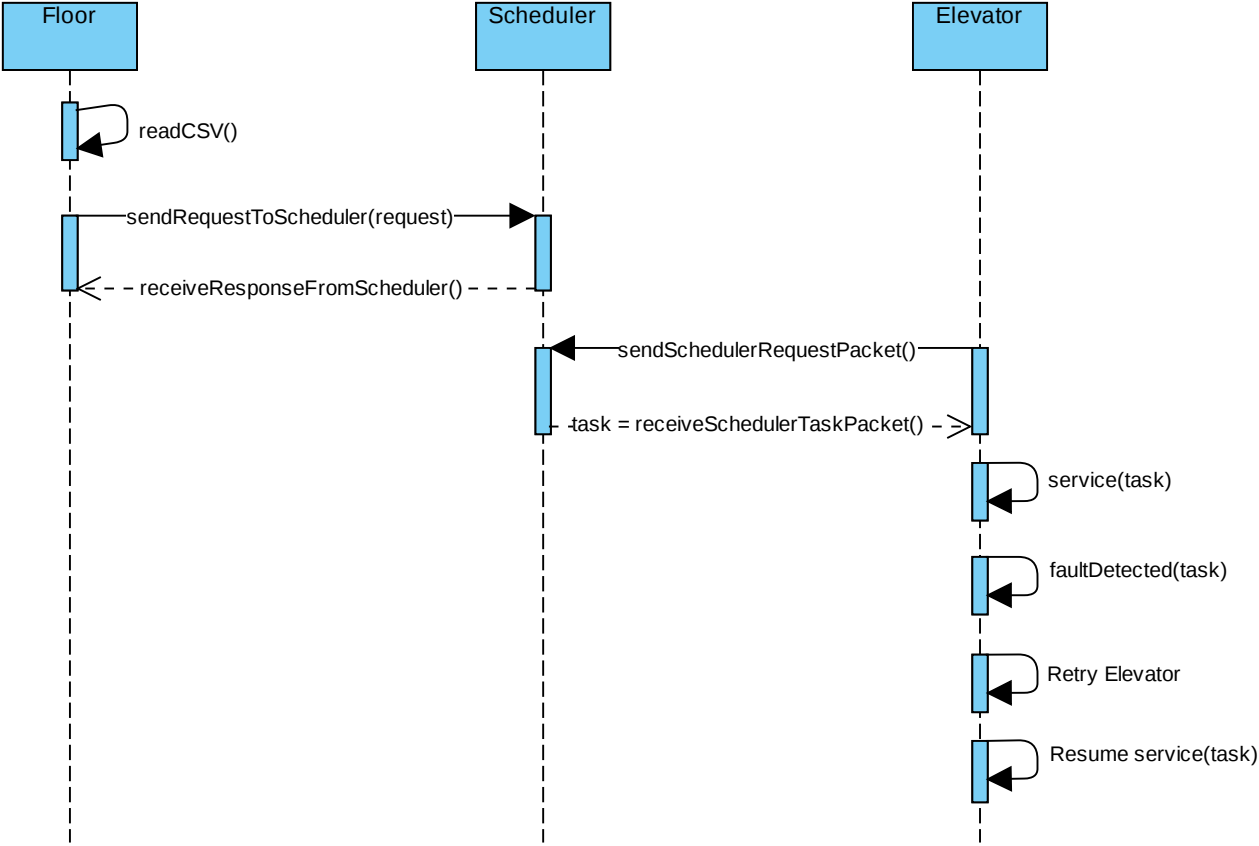 Floor
Scheduler
Elevator
readCSV()
sendRequestToScheduler(request)
receiveResponseFromScheduler()
sendSchedulerRequestPacket()
task = receiveSchedulerTaskPacket()
service(task)
faultDetected(task)
Retry Elevator
Resume service(task)